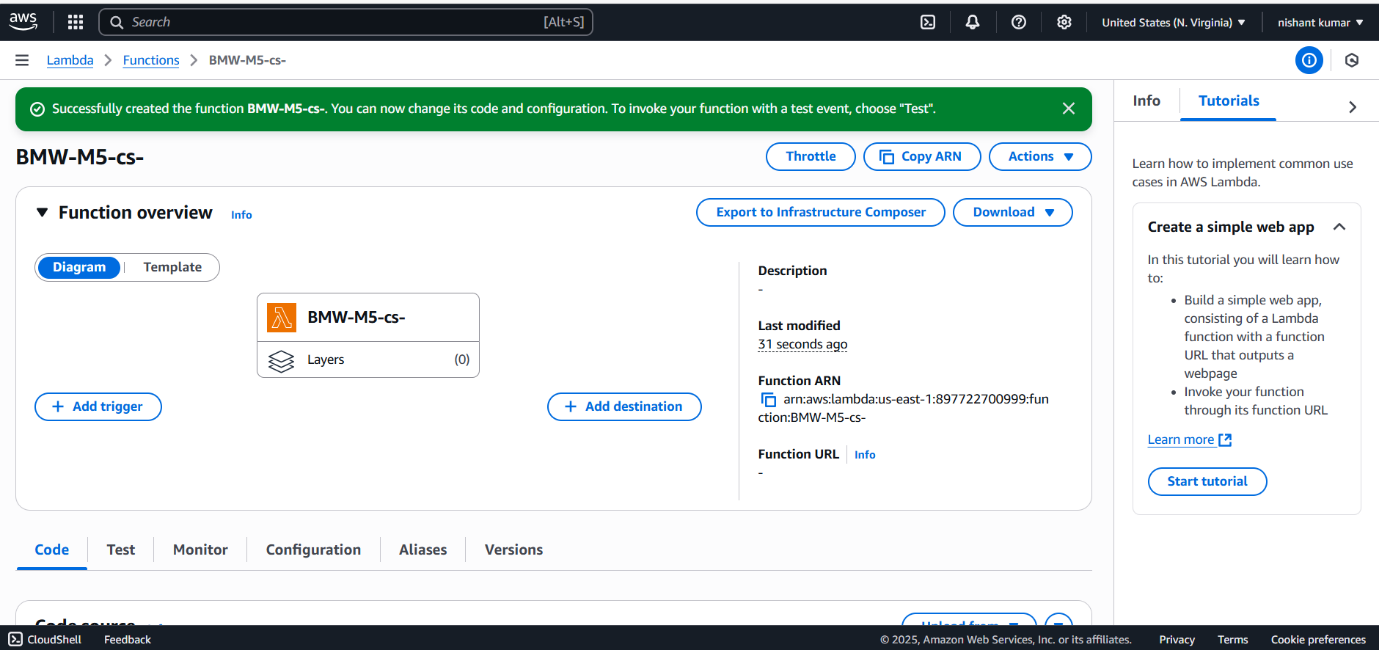 aws
Search [Alt+S]
United States (N. Virginia)
nishant kumar
Lambda
Functions
BMW-M5-cs-
Successfully created the function BMW-M5-cs-. You can now change its code and configuration. To invoke your function with a test event, choose "Test".
BMW-M5-cs-
Throttle
Copy ARN
Actions
Function overview
Info
Export to Infrastructure Composer
Download
Diagram
Template
BMW-M5-cs-
Layers
(0)
+ Add trigger
+ Add destination
Description
-
Last modified
31 seconds ago
Function ARN
arn:aws:lambda:us-east-1:897722700999:fun
ction:BMW-M5-cs-
Function URL
Info
-
Code
Test
Monitor
Configuration
Aliases
Versions
Code source
Upload from
Info
Tutorials
Learn how to implement common use
cases in AWS Lambda.
Create a simple web app
In this tutorial you will learn how
to:
• Build a simple web app,
consisting of a Lambda
function with a function
URL that outputs a
webpage
• Invoke your function
through its function URL
Learn more
Start tutorial
CloudShell
Feedback
© 2025, Amazon Web Services, Inc. or its affiliates.
Privacy
Terms
Cookie preferences